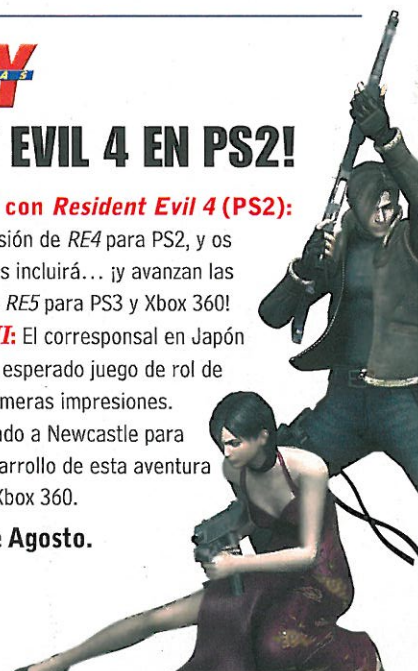 Y
A S
EVIL 4 EN PS2!
con Resident Evil 4 (PS2):
sión de RE4 para PS2, y os
s incluirá... ¡y avanzan las
RE5 para PS3 y Xbox 360!
I: El corresponsal en Japón
esperado juego de rol de
meras impresiones.
do a Newcastle para
arrollo de esta aventura
Xbox 360.
e Agosto.